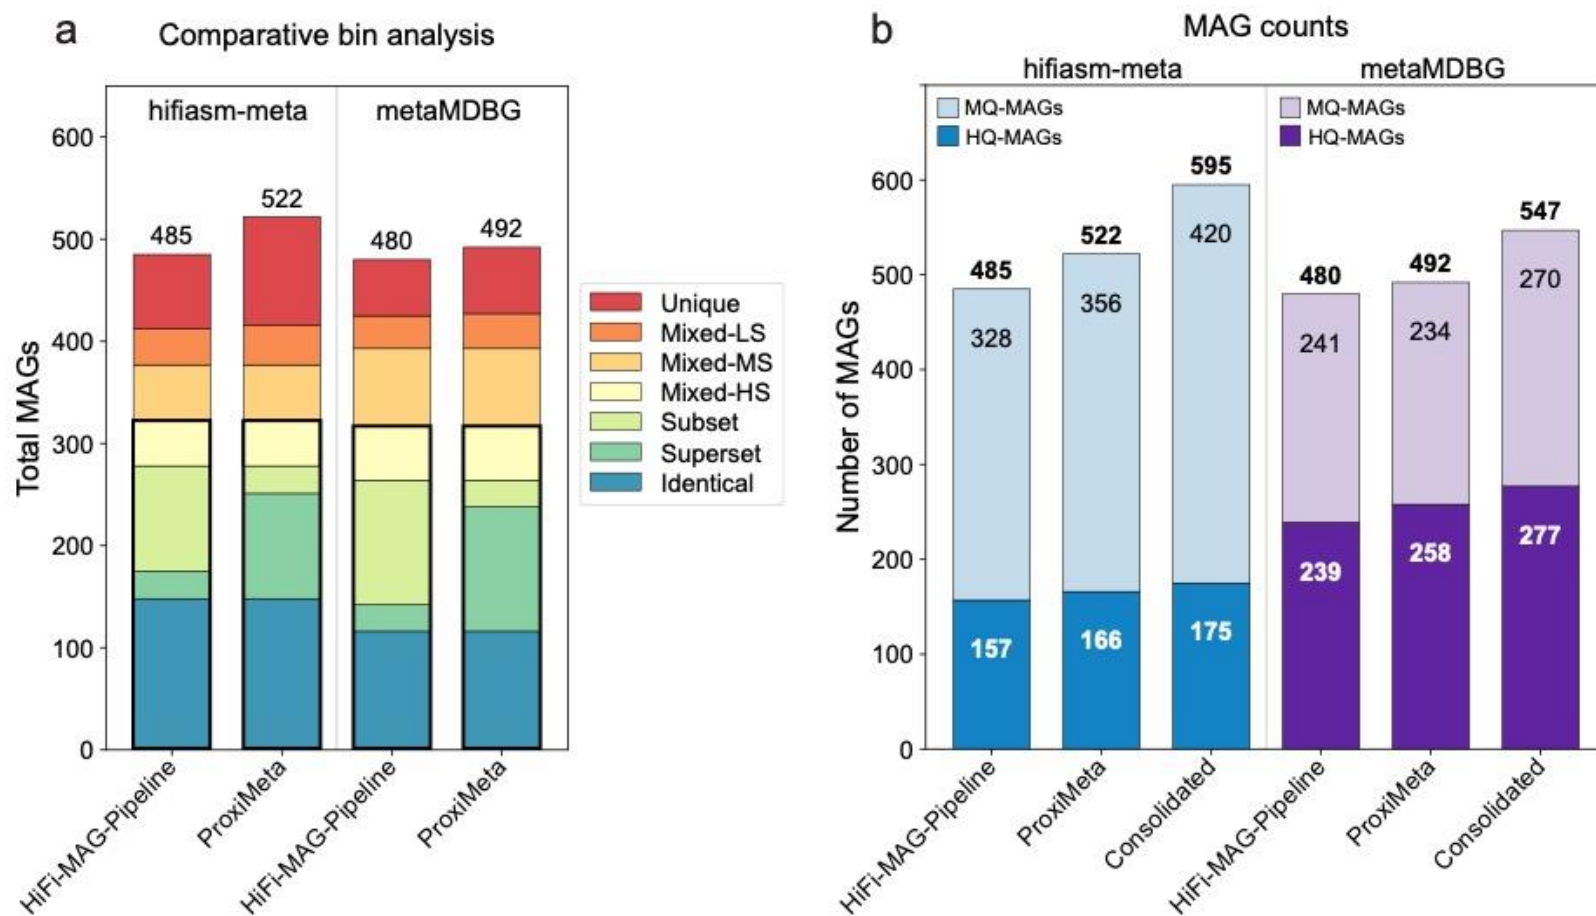 a
Comparative bin analysis
hifiasm-meta
metaMDBG
Total MAGs
600
500
400
300
200
100
0
485
522
480
492
HiFi-MAG-Pipeline
ProxiMeta
HiFi-MAG-Pipeline
ProxiMeta
Unique
Mixed-LS
Mixed-MS
Mixed-HS
Subset
Superset
Identical
b
MAG counts
hifiasm-meta
metaMDBG
MQ-MAGs
HQ-MAGs
MQ-MAGs
HQ-MAGs
Number of MAGs
600
500
400
300
200
100
0
485
328
157
522
356
166
595
420
175
480
241
239
492
234
258
547
270
277
HiFi-MAG-Pipeline
ProxiMeta
Consolidated
HiFi-MAG-Pipeline
ProxiMeta
Consolidated